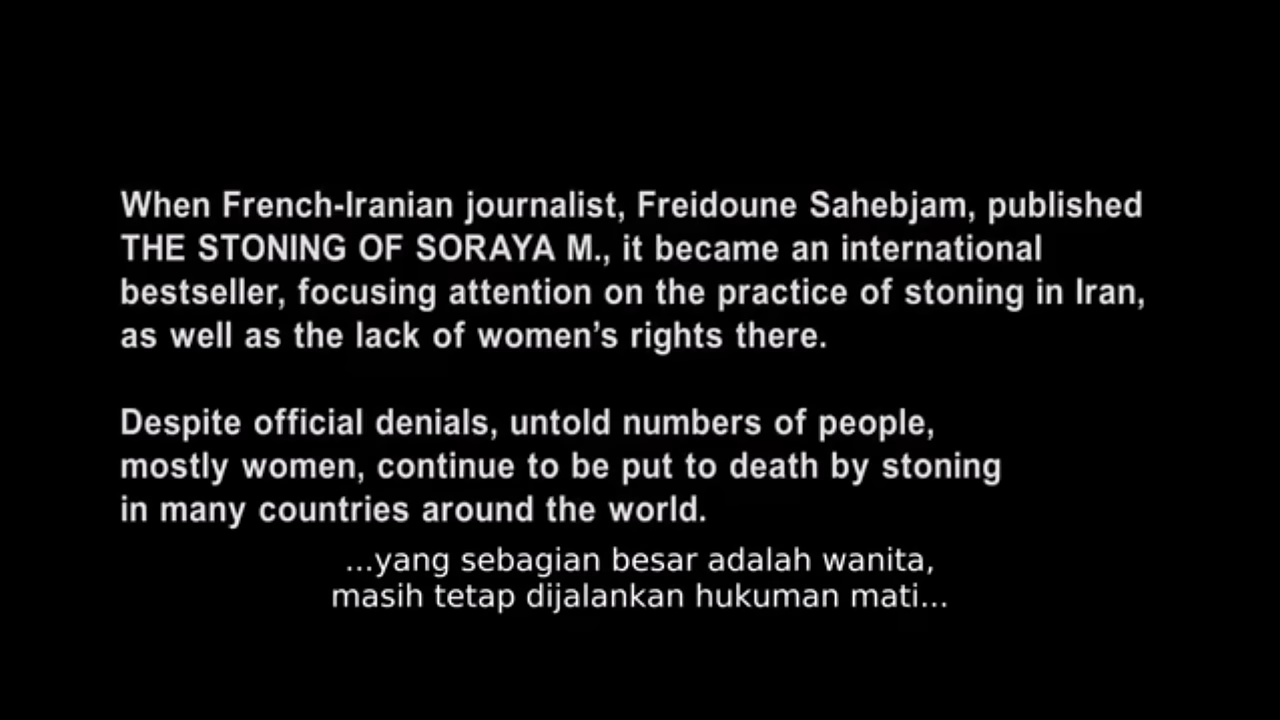 When French-Iranian journalist, Freidoune Sahebjam, published
THE STONING OF SORAYA M., it became an international
bestseller, focusing attention on the practice of stoning in Iran,
as well as the lack of women’s rights there.
Despite official denials, untold numbers of people,
mostly women, continue to be put to death by stoning
in many countries around the world.
...yang sebagian besar adalah wanita,
masih tetap dijalankan hukuman mati...